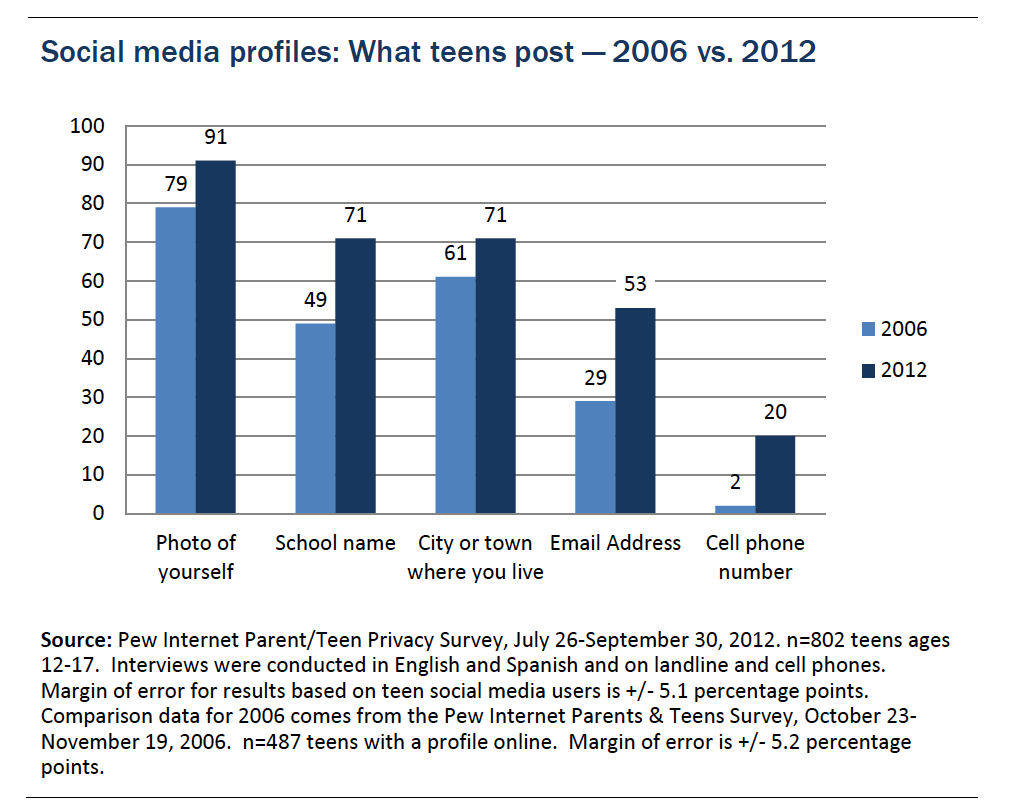 Social media profiles: What teens post — 2006 vs. 2012
100
90
80
70
60
50
40
30
20
10
0
79
91
49
71
61
71
29
53
2
20
2006
2012
Photo of
yourself
School name
City or town
where you live
Email Address
Cell phone
number
Source: Pew Internet Parent/Teen Privacy Survey, July 26-September 30, 2012. n=802 teens ages
12-17.  Interviews were conducted in English and Spanish and on landline and cell phones.
Margin of error for results based on teen social media users is +/- 5.1 percentage points.
Comparison data for 2006 comes from the Pew Internet Parents & Teens Survey, October 23-
November 19, 2006.  n=487 teens with a profile online.  Margin of error is +/- 5.2 percentage
points.